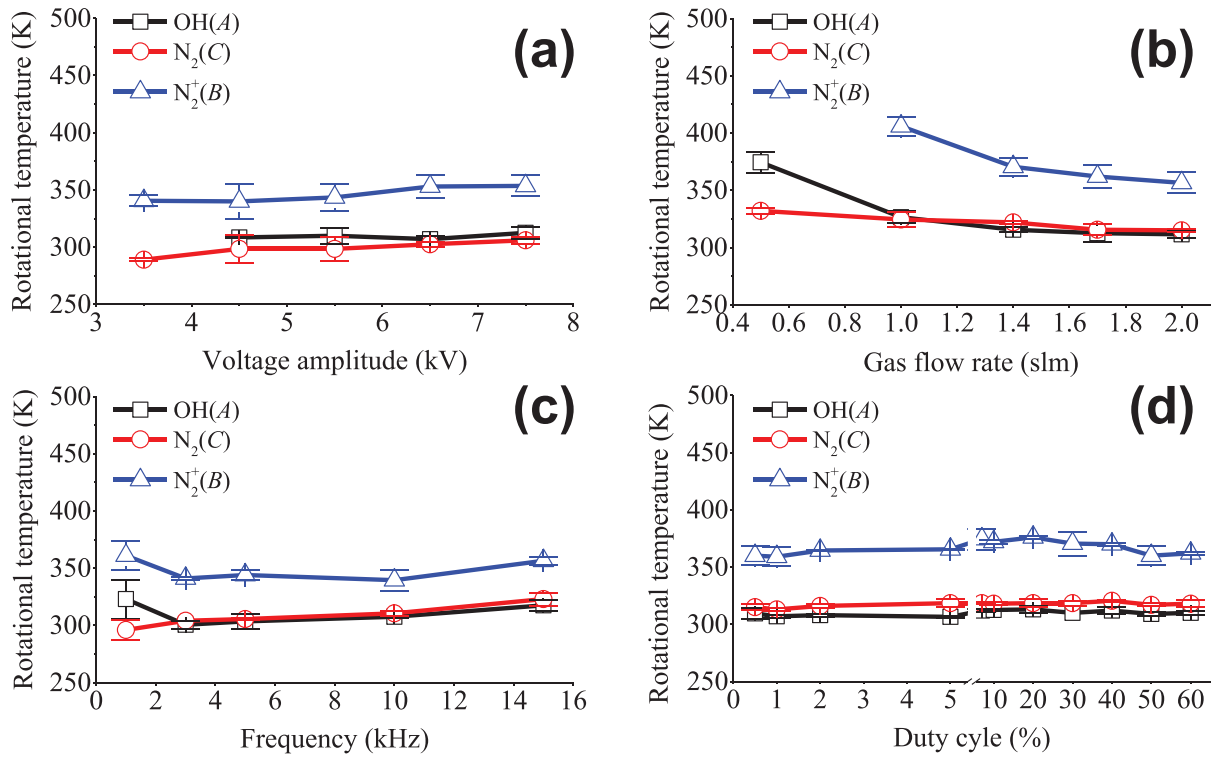 OH(A)
N₂(C)
N₂⁺(B)
(a)
Rotational temperature (K)
500
450
400
350
300
250
3 4 5 6 7 8
Voltage amplitude (kV)
OH(A)
N₂(C)
N₂⁺(B)
(b)
Rotational temperature (K)
500
450
400
350
300
250
0.4 0.6 0.8 1.0 1.2 1.4 1.6 1.8 2.0
Gas flow rate (slm)
OH(A)
N₂(C)
N₂⁺(B)
(c)
Rotational temperature (K)
500
450
400
350
300
250
0 2 4 6 8 10 12 14 16
Frequency (kHz)
OH(A)
N₂(C)
N₂⁺(B)
(d)
Rotational temperature (K)
500
450
400
350
300
250
0 1 2 3 4 5 10 20 30 40 50 60
Duty cyle (%)